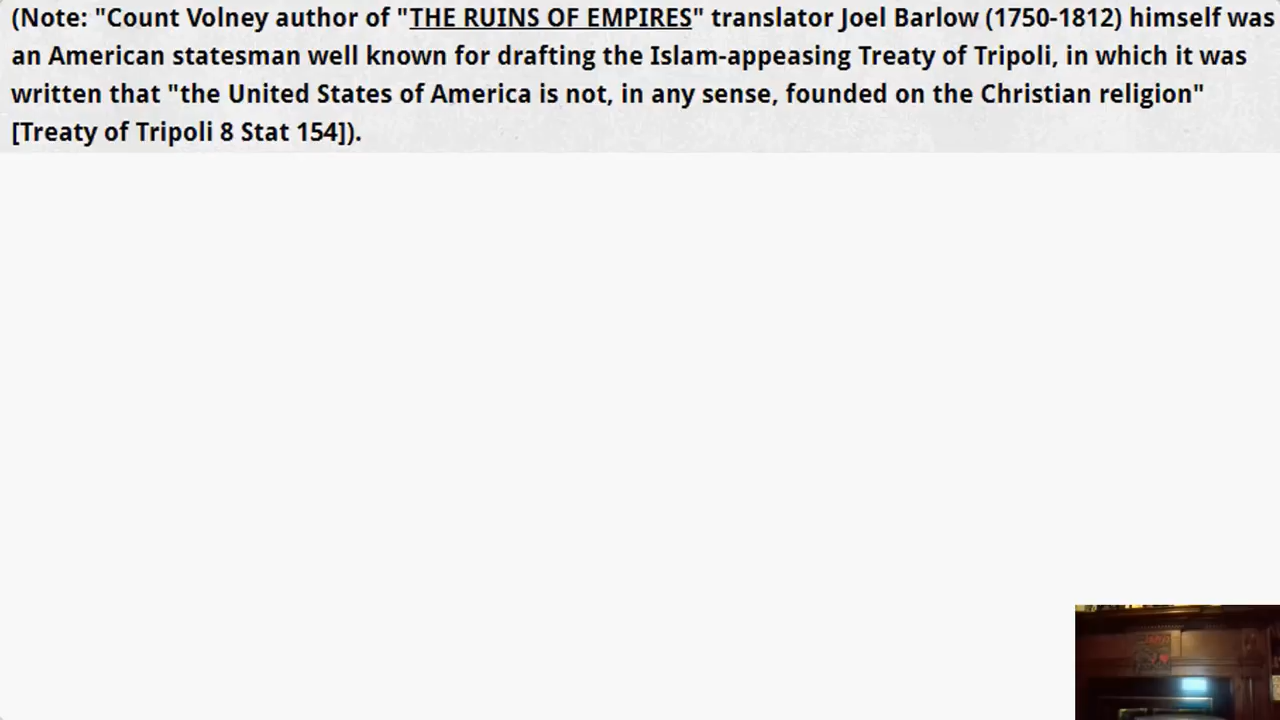 (Note: "Count Volney author of "THE RUINS OF EMPIRES" translator Joel Barlow (1750-1812) himself was
an American statesman well known for drafting the Islam-appeasing Treaty of Tripoli, in which it was
written that "the United States of America is not, in any sense, founded on the Christian religion"
[Treaty of Tripoli 8 Stat 154]).